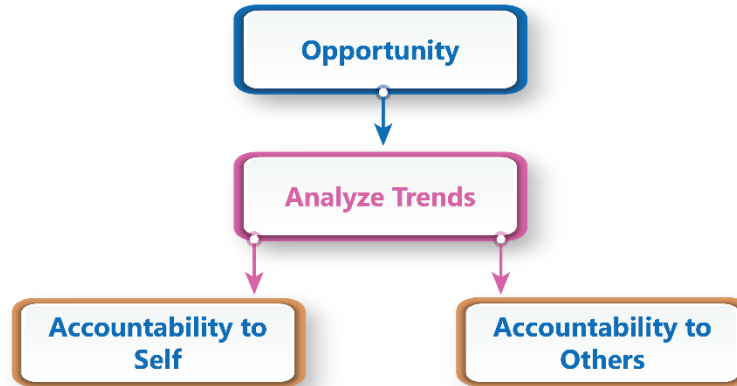 Opportunity
Analyze Trends
Accountability to
Self
Accountability to
Others